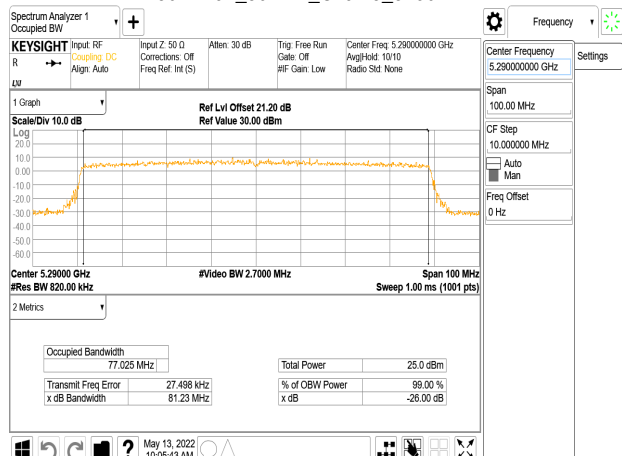 Spectrum Analyzer 1
Occupied BW
Frequency
KEYSIGHT
R
Input: RF
Coupling: DC
Align: Auto
Input Z: 50 Ω
Corrections: Off
Freq Ref: Int (S)
Atten: 30 dB
Trig: Free Run
Gate: Off
#IF Gain: Low
Center Freq: 5.290000000 GHz
Avg|Hold: 10/10
Radio Std: None
Center Frequency
5.290000000 GHz
Settings
Span
100.00 MHz
CF Step
10.000000 MHz
Auto
Man
Freq Offset
0 Hz
1 Graph
Scale/Div 10.0 dB
Ref Lvl Offset 21.20 dB
Ref Value 30.00 dBm
Log
20.0
10.0
0.00
-10.0
-20.0
-30.0
-40.0
-50.0
-60.0
Center 5.29000 GHz
#Res BW 820.00 kHz
#Video BW 2.7000 MHz
Span 100 MHz
Sweep 1.00 ms (1001 pts)
2 Metrics
Occupied Bandwidth
77.025 MHz
Total Power 25.0 dBm
Transmit Freq Error 27.498 kHz
% of OBW Power 99.00 %
x dB Bandwidth 81.23 MHz
x dB -26.00 dB
May 13, 2022
10:05:43 AM